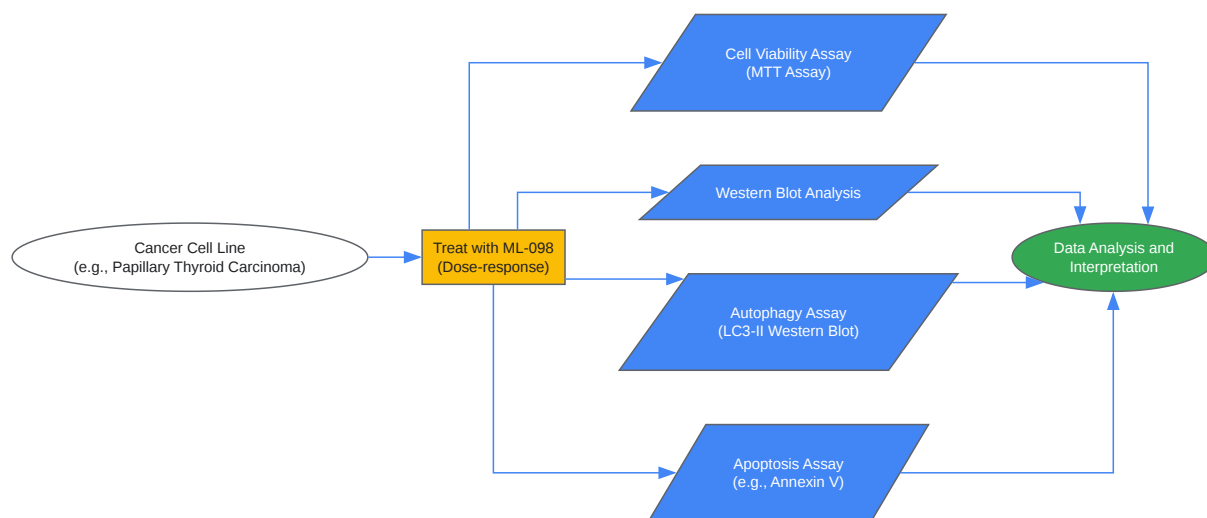 Cancer Cell Line
(e.g., Papillary Thyroid Carcinoma)
Treat with ML-098
(Dose-response)
Cell Viability Assay
(MTT Assay)
Western Blot Analysis
Autophagy Assay
(LC3-II Western Blot)
Apoptosis Assay
(e.g., Annexin V)
Data Analysis and
Interpretation